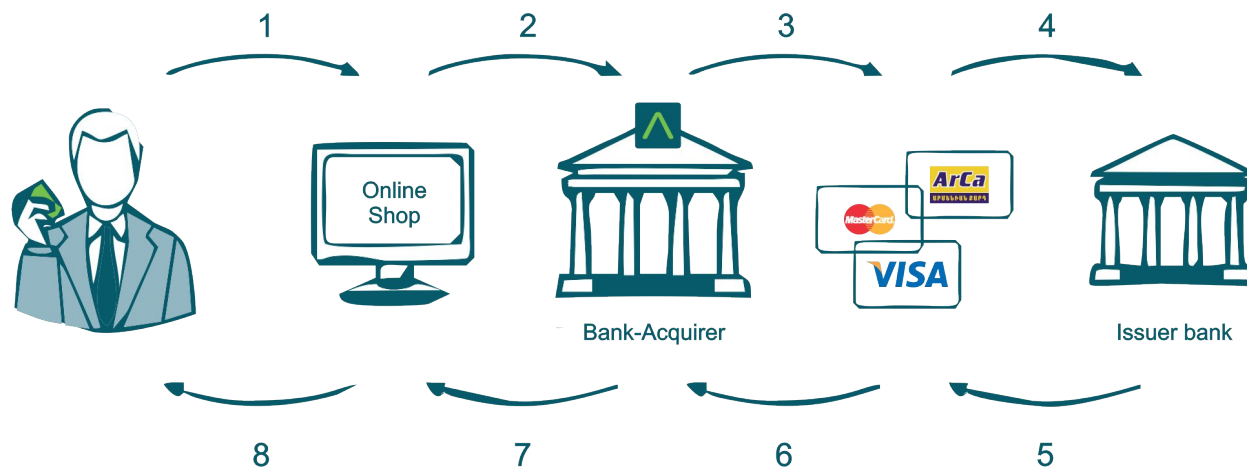 1
2
3
4
Online
Shop
ArCa
MasterCard
VISA
Bank-Acquirer
Issuer bank
8
7
6
5